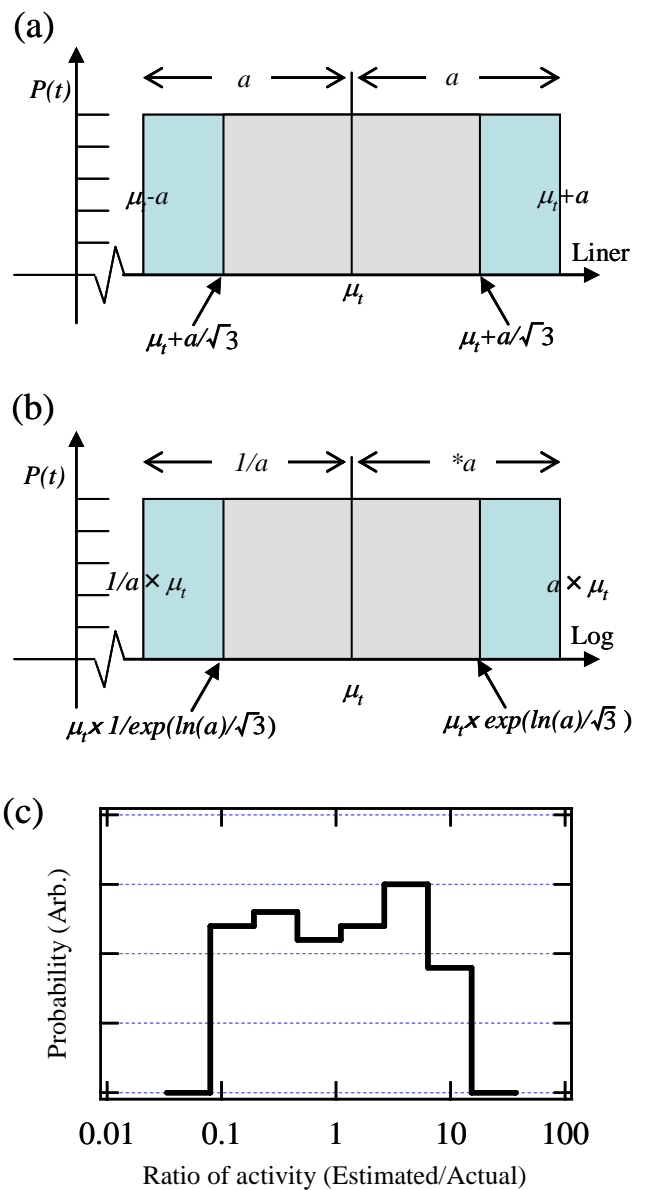 (a)
a a
P(t)
μt-a μt+a
Liner
μt
μt+a/√3 μt+a/√3
(b)
1/a *a
P(t)
1/a × μt a × μt
Log
μt
μt x 1/exp(ln(a)/√3) μt x exp(ln(a)/√3 )
(c)
Probability (Arb.)
0.01 0.1 1 10 100
Ratio of activity (Estimated/Actual)